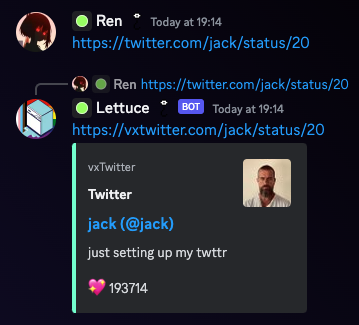 Ren Today at 19:14
https://twitter.com/jack/status/20
Ren https://twitter.com/jack/status/20
Lettuce BOT Today at 19:14
https://vxtwitter.com/jack/status/20
vxTwitter
Twitter
jack (@jack)
just setting up my twttr
💖 193714